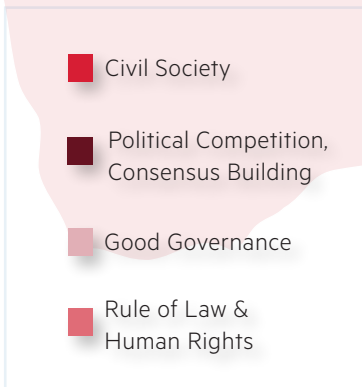 Civil Society
Political Competition,
Consensus Building
Good Governance
Rule of Law &
Human Rights